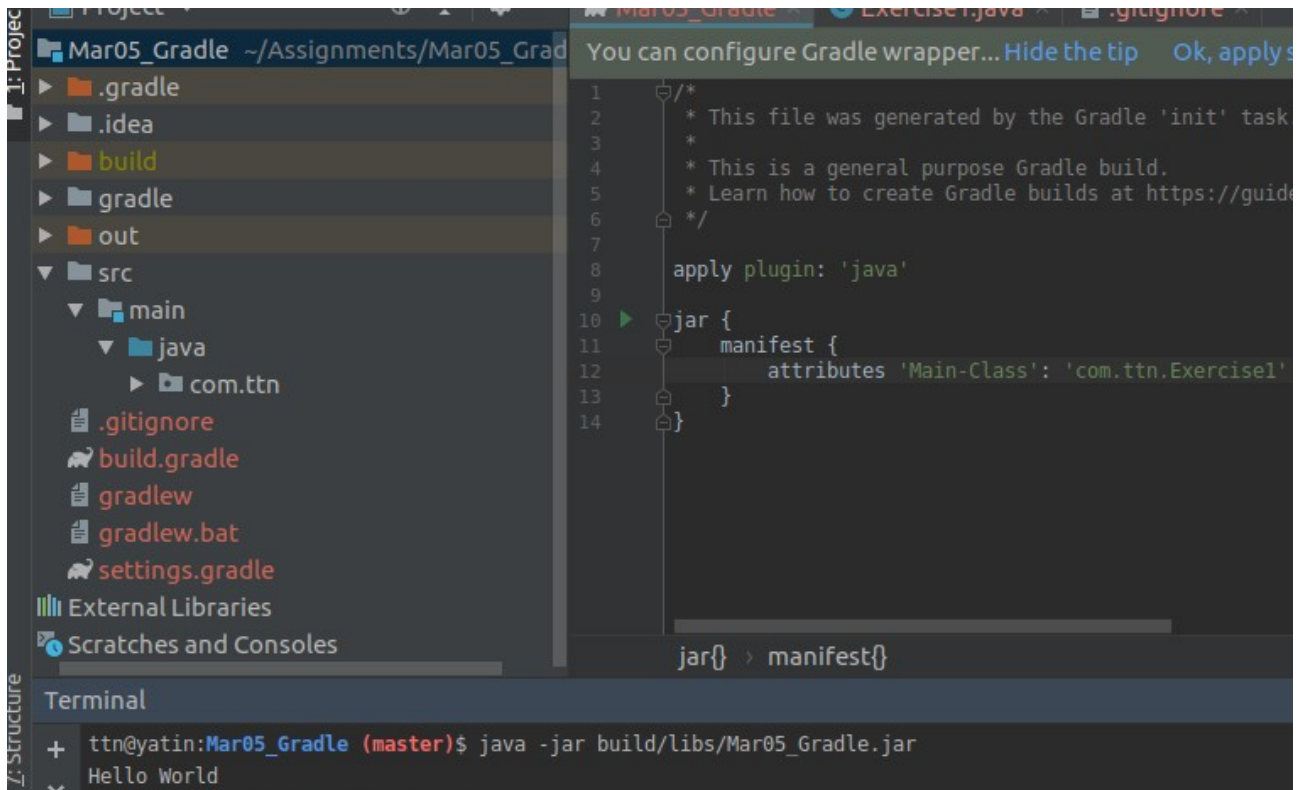 1: Projec
Project
Mar05_Gradle ~/Assignments/Mar05_Grad
.gradle
.idea
build
gradle
out
src
main
java
com.ttn
.gitignore
build.gradle
gradlew
gradlew.bat
settings.gradle
External Libraries
Scratches and Consoles
Mar05_Gradle × Exercise1.java × .gitignore ×
You can configure Gradle wrapper... Hide the tip Ok, apply s
1 /*
2 * This file was generated by the Gradle 'init' task.
3 *
4 * This is a general purpose Gradle build.
5 * Learn how to create Gradle builds at https://guide
6 */
7
8 apply plugin: 'java'
9
10 jar {
11 manifest {
12 attributes 'Main-Class': 'com.ttn.Exercise1'
13 }
14 }
jar{} › manifest{}
7: Structure
Terminal
+ ttn@yatin:Mar05_Gradle (master)$ java -jar build/libs/Mar05_Gradle.jar
Hello World